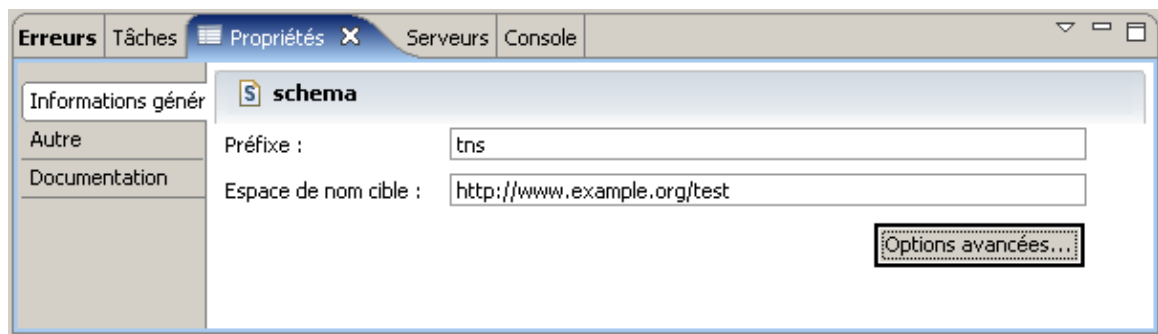 Erreurs Tâches Propriétés Serveurs Console
Informations génér
Autre
Documentation
S schema
Préfixe : tns
Espace de nom cible : http://www.example.org/test
Options avancées...